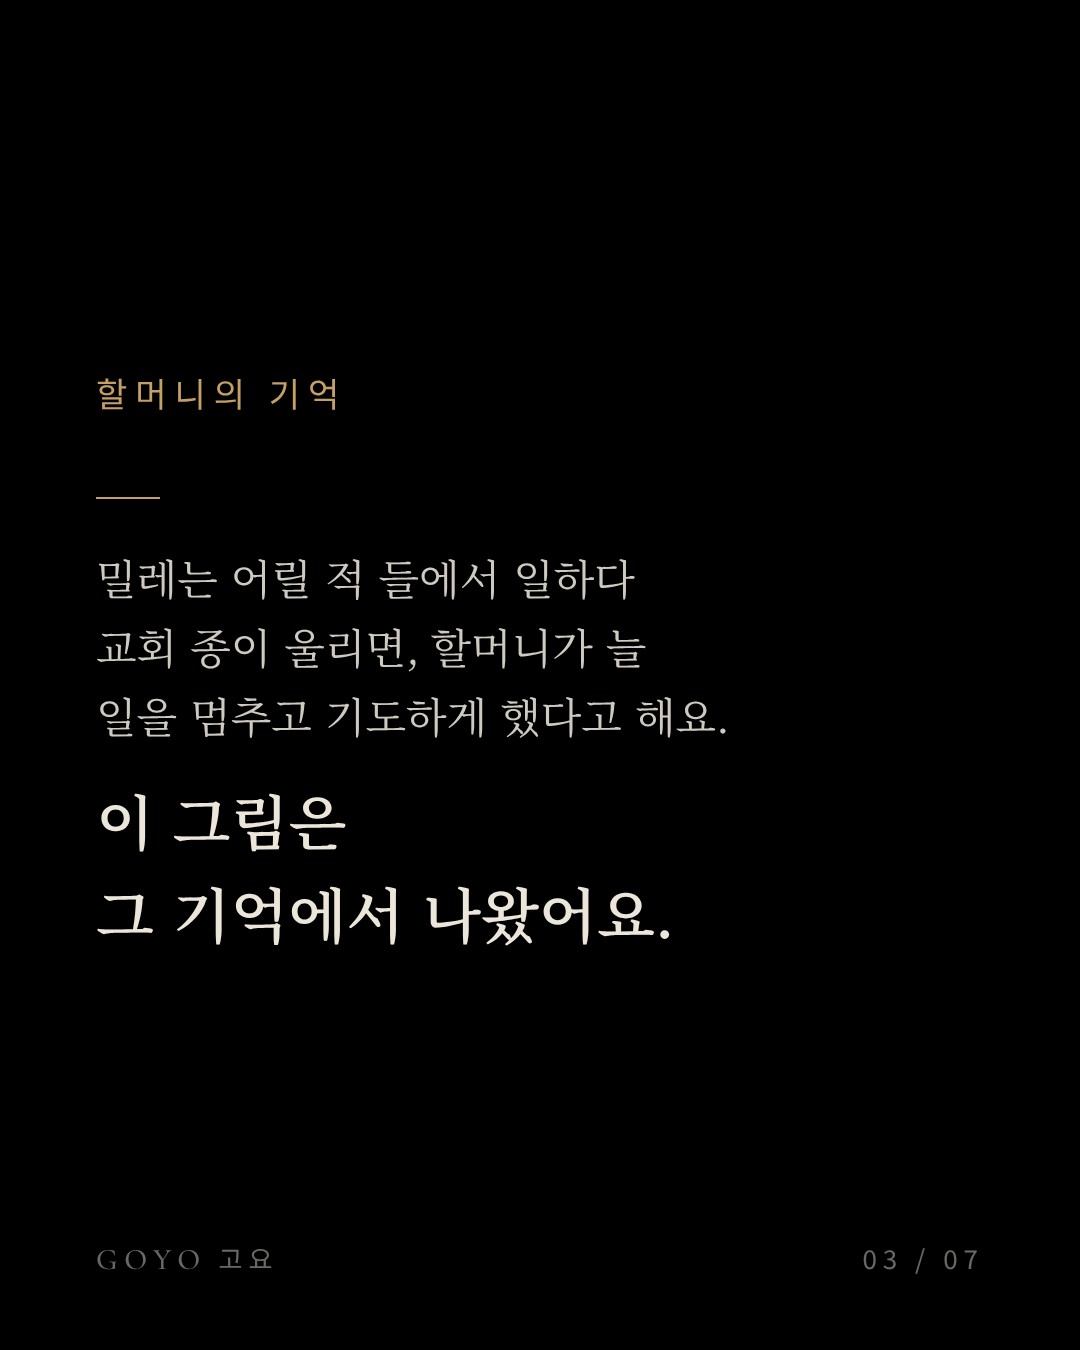 할머니의 기억
밀레는 어릴 적 들에서 일하다
교회 종이 울리면, 할머니가 늘
일을 멈추고 기도하게 했다고 해요.
이 그림은
그 기억에서 나왔어요.
GOYO 고요
03 / 07